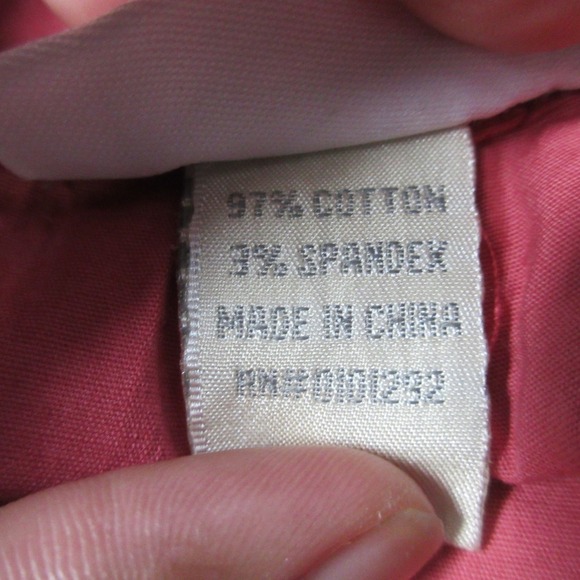 97% COTTON
3% SPANDEX
MADE IN CHINA
RN#0101292